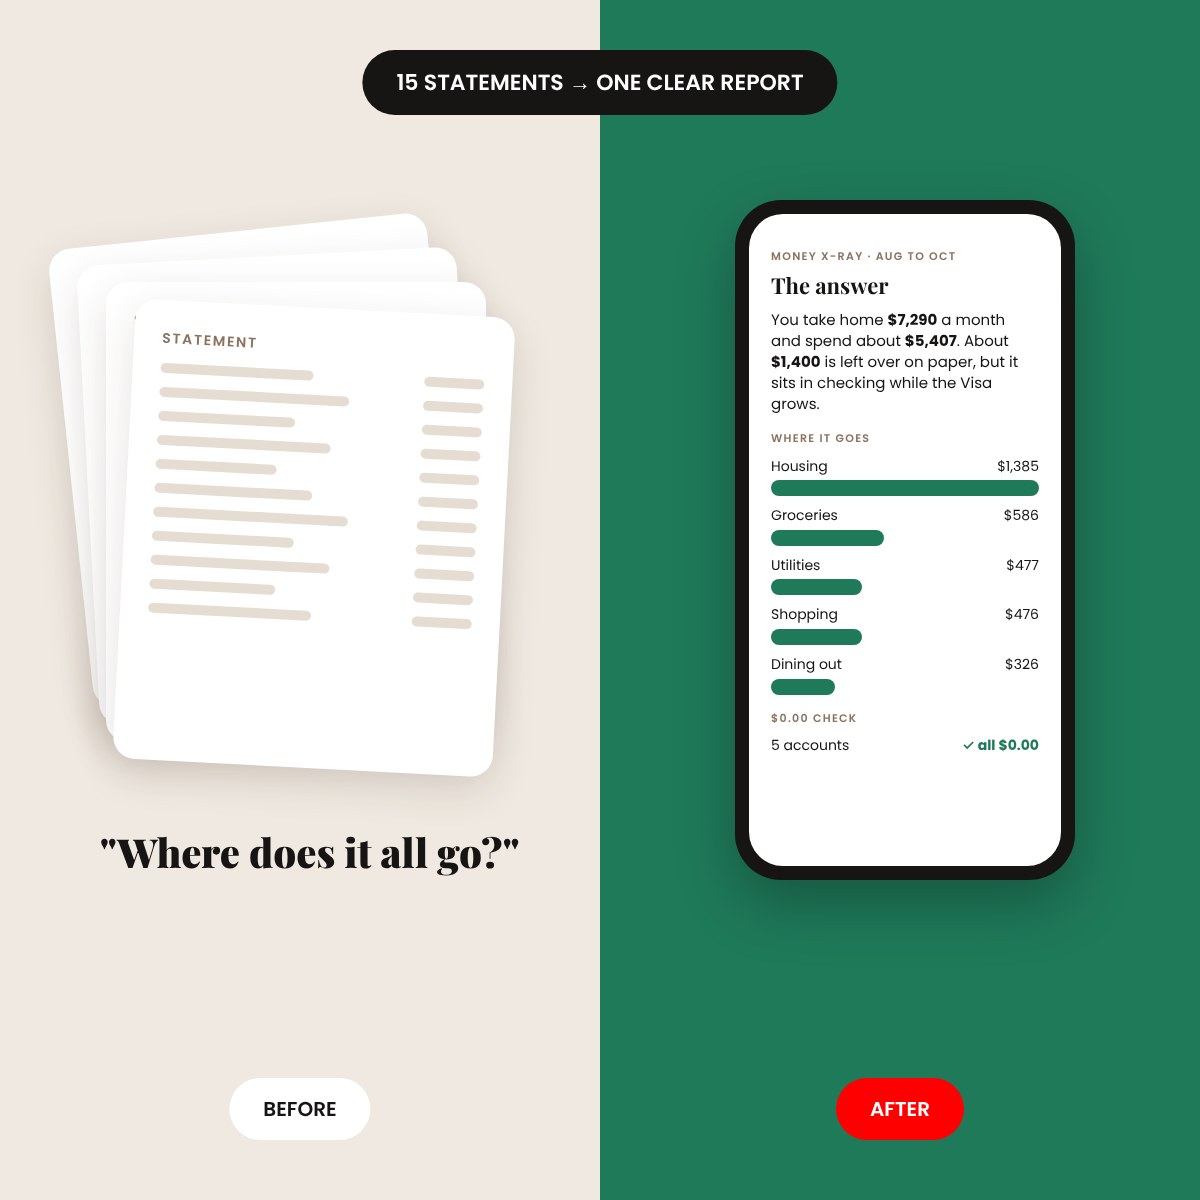 15 STATEMENTS → ONE CLEAR REPORT
STATEMENT
"Where does it all go?"
BEFORE
MONEY X-RAY · AUG TO OCT
The answer
You take home $7,290 a month
and spend about $5,407. About
$1,400 is left over on paper, but it
sits in checking while the Visa
grows.
WHERE IT GOES
Housing $1,385
Groceries $586
Utilities $477
Shopping $476
Dining out $326
$0.00 CHECK
5 accounts ✓ all $0.00
AFTER